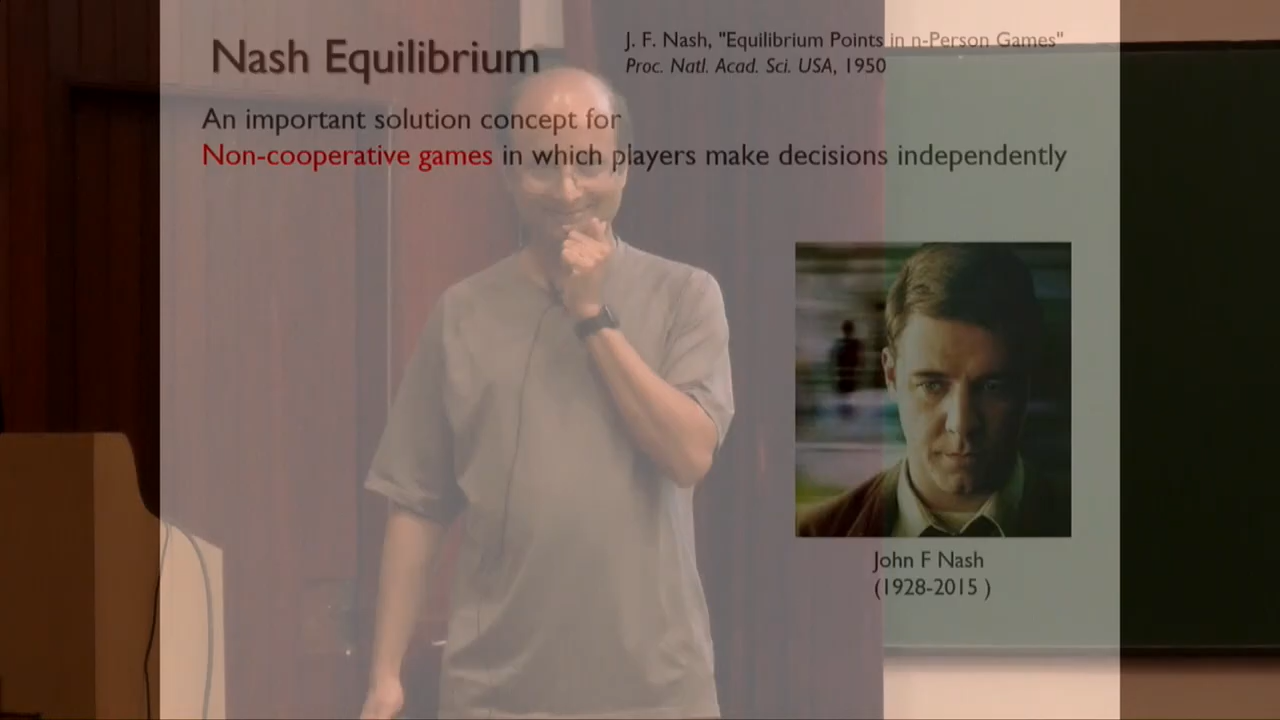 Nash Equilibrium
J. F. Nash, "Equilibrium Points in n-Person Games"
Proc. Natl. Acad. Sci. USA, 1950
An important solution concept for
Non-cooperative games in which players make decisions independently
John F Nash
(1928-2015 )